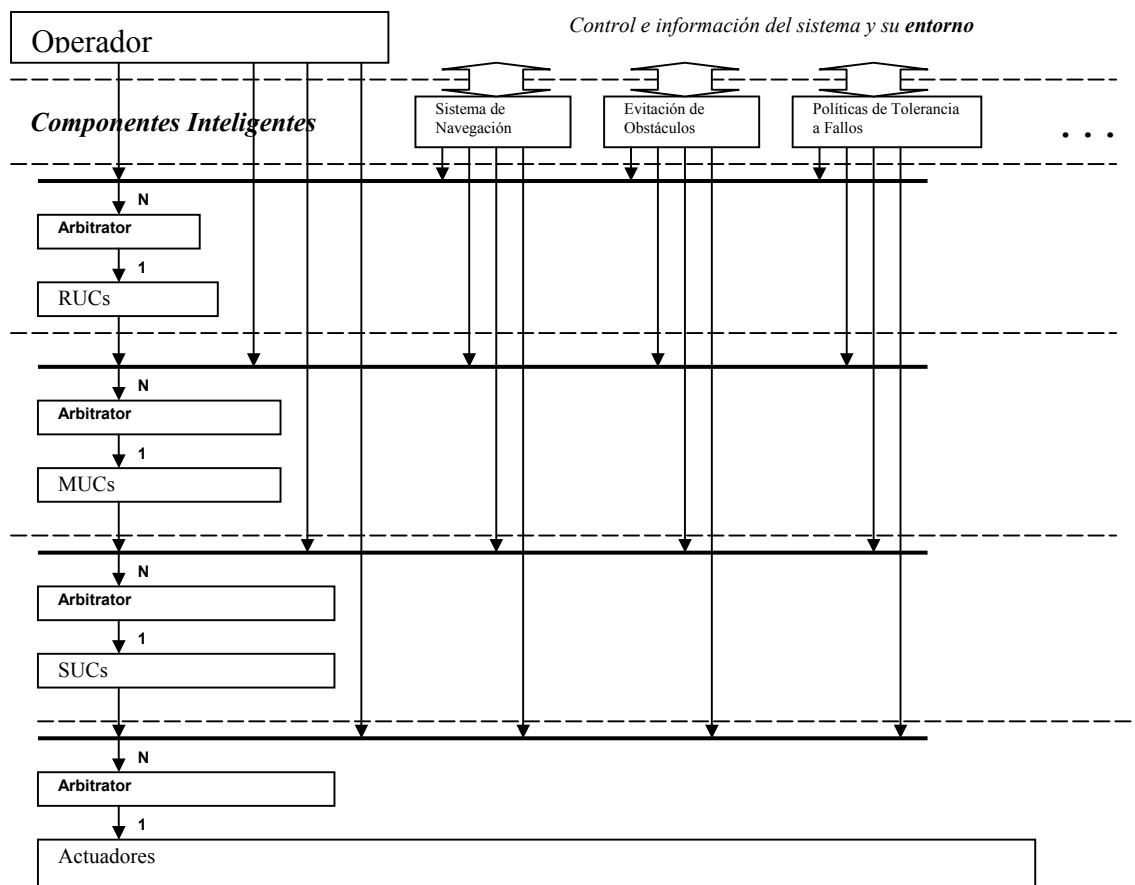 Control e información del sistema y su entorno
Operador
Componentes Inteligentes
Sistema de
Navegación
Evitación de
Obstáculos
Políticas de Tolerancia
a Fallos
. . .
N
Arbitrator
1
RUCs
N
Arbitrator
1
MUCs
N
Arbitrator
1
SUCs
N
Arbitrator
1
Actuadores